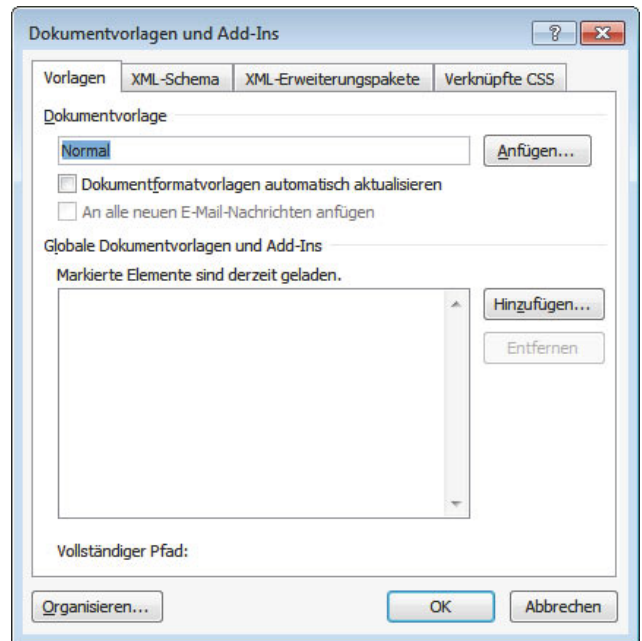 Dokumentvorlagen und Add-Ins
Vorlagen XML-Schema XML-Erweiterungspakete Verknüpfte CSS
Dokumentvorlage
Normal Anfügen...
Dokumentformatvorlagen automatisch aktualisieren
An alle neuen E-Mail-Nachrichten anfügen
Globale Dokumentvorlagen und Add-Ins
Markierte Elemente sind derzeit geladen.
Hinzufügen...
Entfernen
Vollständiger Pfad:
Organisieren... OK Abbrechen